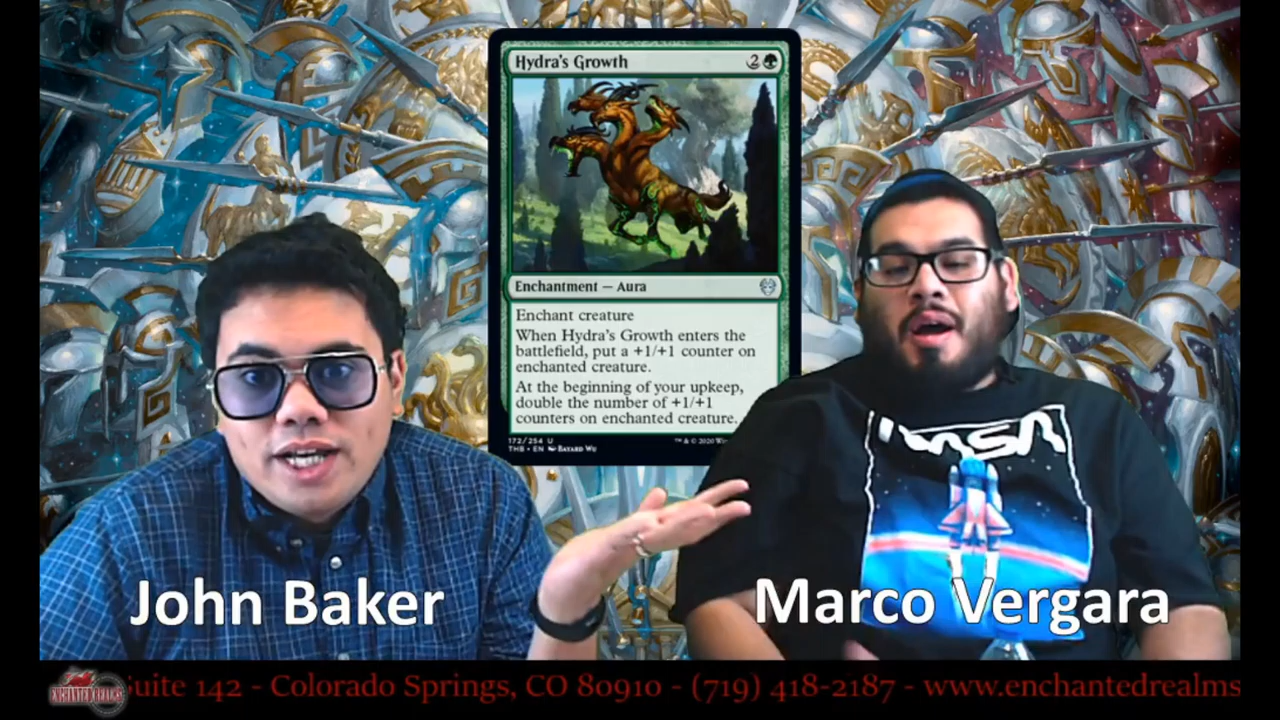 Hydra's Growth 2
Enchantment — Aura
Enchant creature
When Hydra's Growth enters the
battlefield, put a +1/+1 counter on
enchanted creature.
At the beginning of your upkeep,
double the number of +1/+1
counters on enchanted creature.
172/254 U
THB • EN Bayard Wu
™ & © 2020
John Baker
Marco Vergara
ENCHANTED REALMS
Suite 142 - Colorado Springs, CO 80910 - (719) 418-2187 - www.enchantedrealms